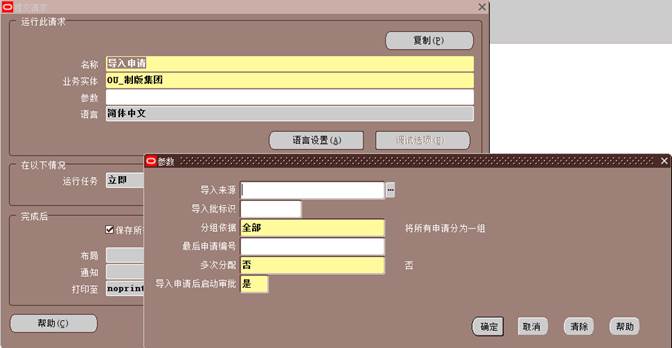 提交请求
运行此请求
复制(P)
名称 导入申请
业务实体 OU_制版集团
参数
语言 简体中文
语言设置(A) 调试选项(B)
在以下情况
运行任务 立即
完成后
保存所
布局
通知
打印至 noprint
帮助(C)
参数
导入来源
导入批标识
分组依据 全部 将所有申请分为一组
最后申请编号
多次分配 否 否
导入申请后启动审批 是
确定 取消 清除 帮助